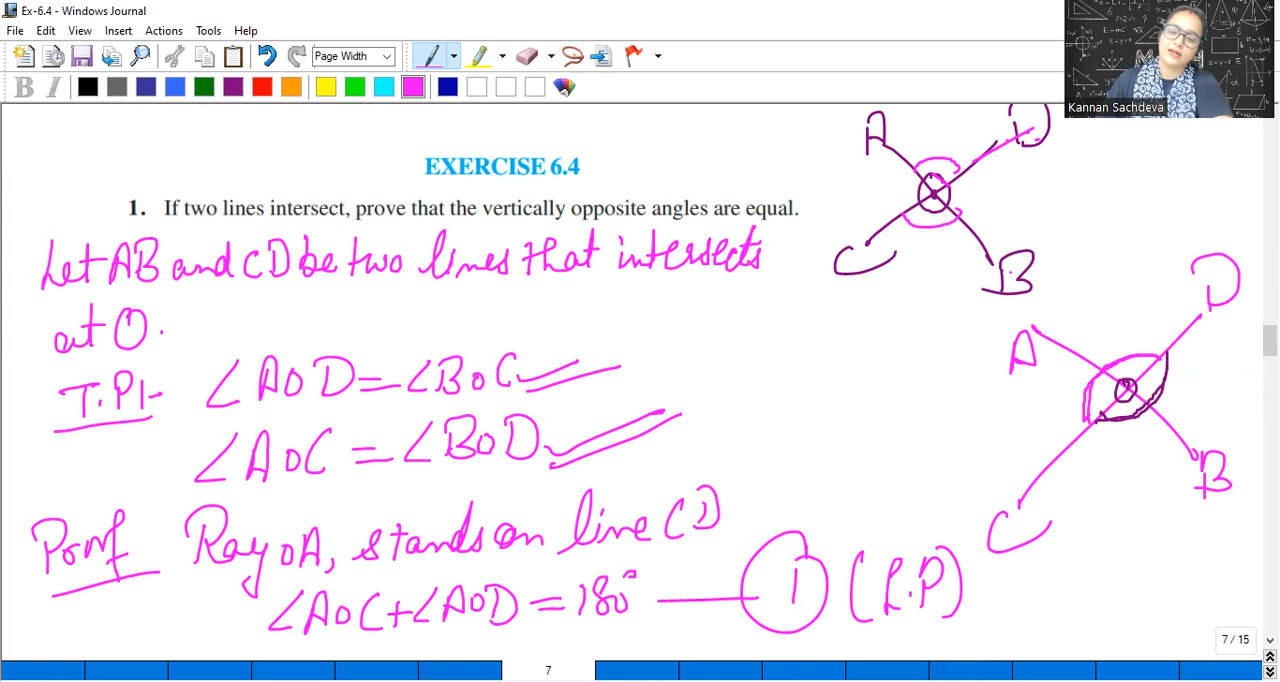 Ex-6.4 - Windows Journal
File Edit View Insert Actions Tools Help
Page Width
B I
Kannan Sachdeva
EXERCISE 6.4
1. If two lines intersect, prove that the vertically opposite angles are equal.
Let AB and CD be two lines that intersects
at O.
T.P:- ∠AOD = ∠BOC
∠AOC = ∠BOD
Proof Ray OA, stands on line CD
∠AOC + ∠AOD = 180° — 1 (L.P)
A D
C B
A D
C B
7 / 15
7